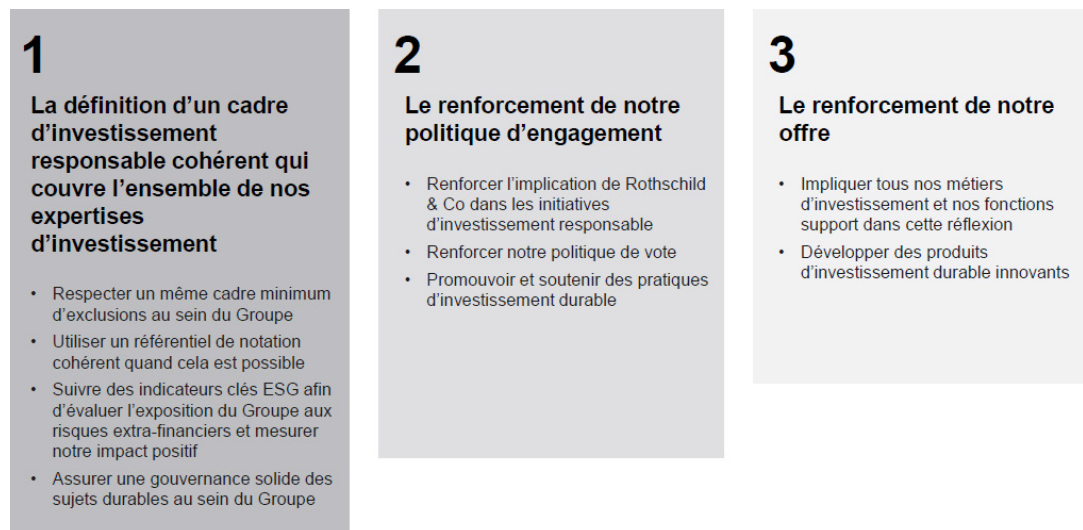 1
La définition d’un cadre
d’investissement
responsable cohérent qui
couvre l’ensemble de nos
expertises
d’investissement
• Respecter un même cadre minimum
d’exclusions au sein du Groupe
• Utiliser un référentiel de notation
cohérent quand cela est possible
• Suivre des indicateurs clés ESG afin
d’évaluer l’exposition du Groupe aux
risques extra-financiers et mesurer
notre impact positif
• Assurer une gouvernance solide des
sujets durables au sein du Groupe
2
Le renforcement de notre
politique d’engagement
• Renforcer l’implication de Rothschild
& Co dans les initiatives
d’investissement responsable
• Renforcer notre politique de vote
• Promouvoir et soutenir des pratiques
d’investissement durable
3
Le renforcement de notre
offre
• Impliquer tous nos métiers
d’investissement et nos fonctions
support dans cette réflexion
• Développer des produits
d’investissement durable innovants